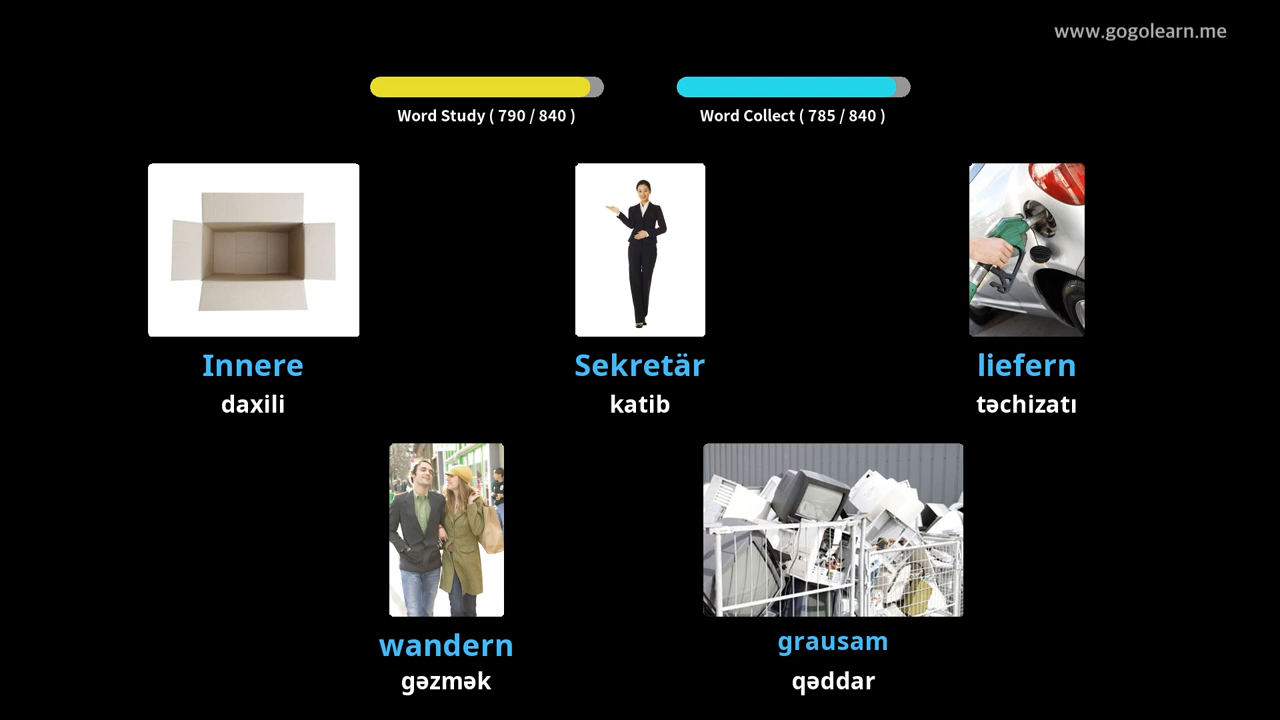 www.gogolearn.me
Word Study ( 790 / 840 )
Word Collect ( 785 / 840 )
Innere
daxili
Sekretär
katib
liefern
təchizatı
wandern
gəzmək
grausam
qəddar